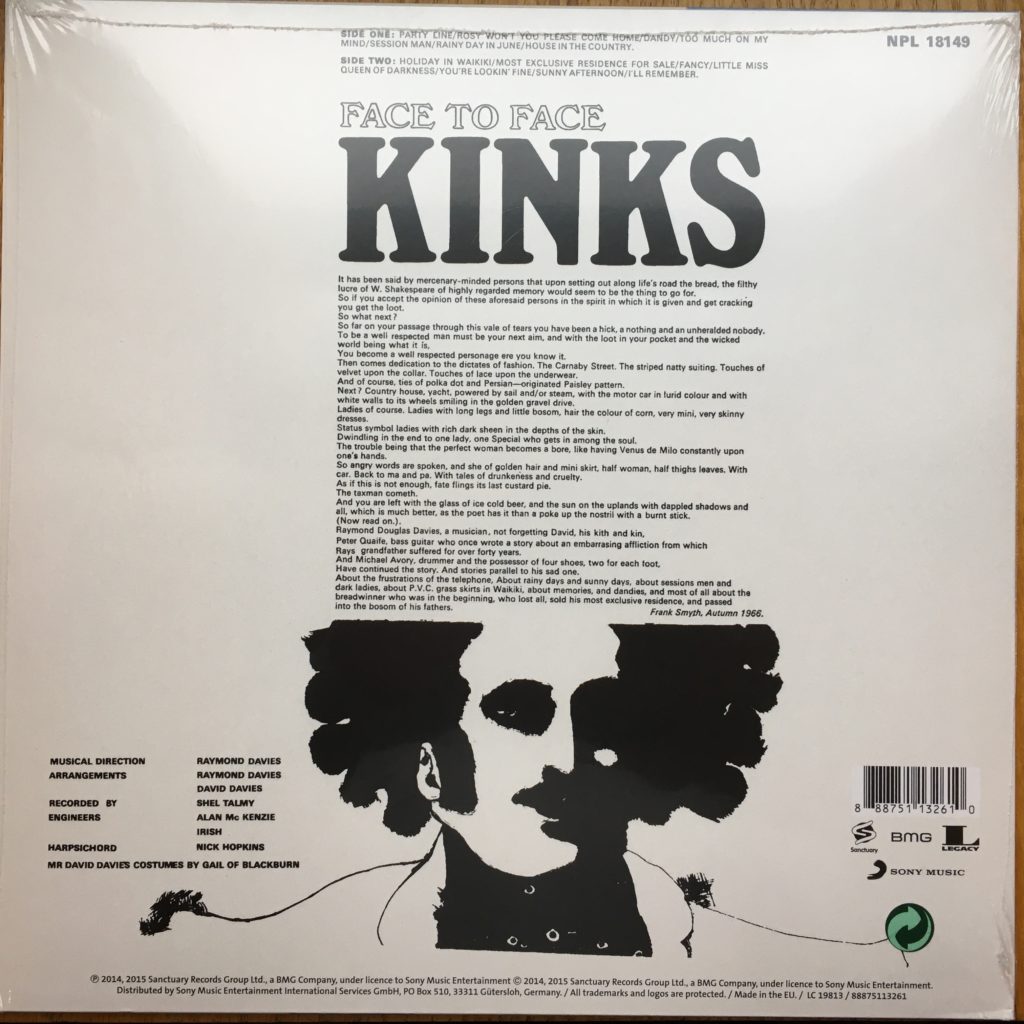 SIDE ONE: PARTY LINE/ROSY WON'T YOU PLEASE COME HOME/DANDY/TOO MUCH ON MY
MIND/SESSION MAN/RAINY DAY IN JUNE/HOUSE IN THE COUNTRY.
NPL 18149
SIDE TWO: HOLIDAY IN WAIKIKI/MOST EXCLUSIVE RESIDENCE FOR SALE/FANCY/LITTLE MISS
QUEEN OF DARKNESS/YOU'RE LOOKIN' FINE/SUNNY AFTERNOON/I'LL REMEMBER.
FACE TO FACE
KINKS
It has been said by mercenary-minded persons that upon setting out along life's road the bread, the filthy
lucre of W. Shakespeare of highly regarded memory would seem to be the thing to go for.
So if you accept the opinion of these aforesaid persons in the spirit in which it is given and get cracking
you get the loot.
So what next?
So far on your passage through this vale of tears you have been a hick, a nothing and an unheralded nobody.
To be a well respected man must be your next aim, and with the loot in your pocket and the wicked
world being what it is,
You become a well respected personage ere you know it.
Then comes dedication to the dictates of fashion. The Carnaby Street. The striped natty suiting. Touches of
velvet upon the collar. Touches of lace upon the underwear.
And of course, ties of polka dot and Persian—originated Paisley pattern.
Next? Country house, yacht, powered by sail and/or steam, with the motor car in lurid colour and with
white walls to its wheels smiling in the golden gravel drive.
Ladies of course. Ladies with long legs and little bosom, hair the colour of corn, very mini, very skinny
dresses.
Status symbol ladies with rich dark sheen in the depths of the skin.
Dwindling in the end to one lady, one Special who gets in among the soul.
The trouble being that the perfect woman becomes a bore, like having Venus de Milo constantly upon
one's hands.
So angry words are spoken, and she of golden hair and mini skirt, half woman, half thighs leaves. With
car. Back to ma and pa. With tales of drunkeness and cruelty.
As if this is not enough, fate flings its last custard pie.
The taxman cometh.
And you are left with the glass of ice cold beer, and the sun on the uplands with dappled shadows and
all, which is much better, as the poet has it than a poke up the nostril with a burnt stick.
(Now read on.).
Raymond Douglas Davies, a musician, not forgetting David, his kith and kin,
Peter Quaife, bass guitar who once wrote a story about an embarrasing affliction from which
Rays grandfather suffered for over forty years.
And Michael Avory, drummer and the possessor of four shoes, two for each foot,
Have continued the story. And stories parallel to his sad one.
About the frustrations of the telephone, About rainy days and sunny days, about sessions men and
dark ladies, about P.V.C. grass skirts in Waikiki, about memories, and dandies, and most of all about the
breadwinner who was in the beginning, who lost all, sold his most exclusive residence, and passed
into the bosom of his fathers.
Frank Smyth, Autumn 1966.
MUSICAL DIRECTION RAYMOND DAVIES
ARRANGEMENTS RAYMOND DAVIES
DAVID DAVIES
RECORDED BY SHEL TALMY
ENGINEERS ALAN Mc KENZIE
IRISH
HARPSICHORD NICK HOPKINS
MR DAVID DAVIES COSTUMES BY GAIL OF BLACKBURN
8 88751 13261 0
Sanctuary
BMG
L
LEGACY
SONY MUSIC
℗ 2014, 2015 Sanctuary Records Group Ltd., a BMG Company, under licence to Sony Music Entertainment © 2014, 2015 Sanctuary Records Group Ltd., a BMG Company, under licence to Sony Music Entertainment.
Distributed by Sony Music Entertainment International Services GmbH, PO Box 510, 33311 Gütersloh, Germany. / All trademarks and logos are protected. / Made in the EU. / LC 19813 / 88875113261